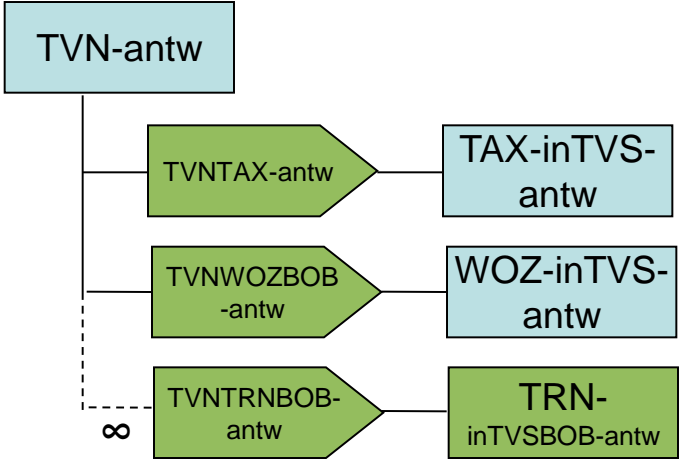 TVN-antw
TVNTAX-antw
TAX-inTVS-
antw
TVNWOZBOB
-antw
WOZ-inTVS-
antw
TVNTRNBOB-
antw
TRN-
inTVSBOB-antw
∞